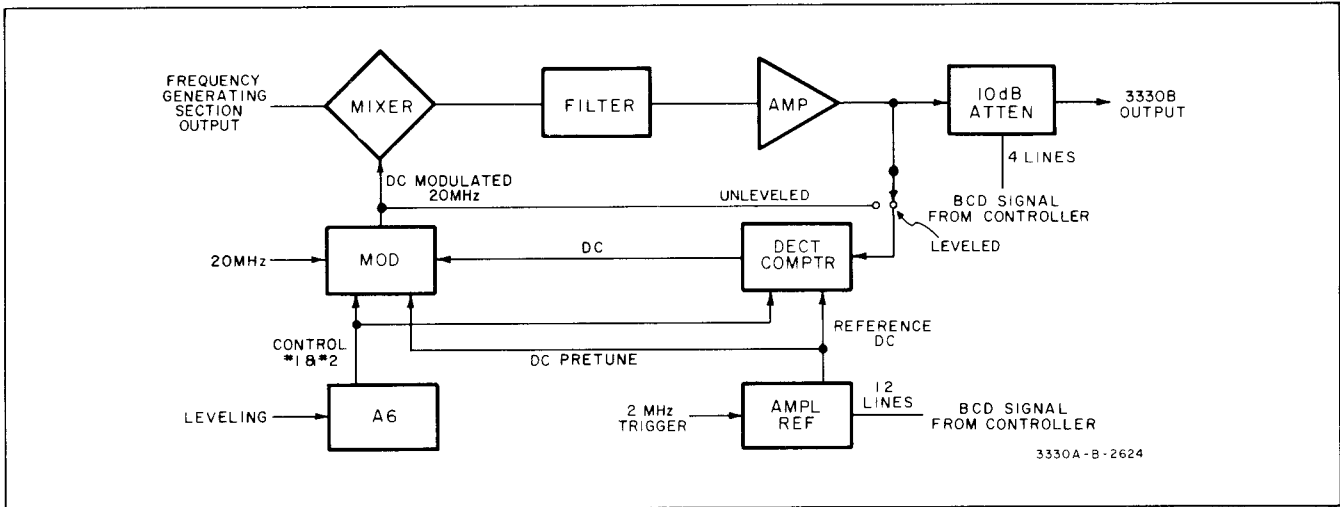 FREQUENCY
GENERATING
SECTION
OUTPUT
MIXER
FILTER
AMP
10dB
ATTEN
3330B
OUTPUT
4 LINES
BCD SIGNAL
FROM CONTROLLER
DC MODULATED
20MHz
UNLEVELED
LEVELED
20MHz
MOD
DC
DECT
COMPTR
CONTROL
#1 & #2
DC PRETUNE
REFERENCE
DC
LEVELING
A6
2 MHz
TRIGGER
AMPL
REF
12
LINES
BCD SIGNAL
FROM CONTROLLER
3330A-B-2624